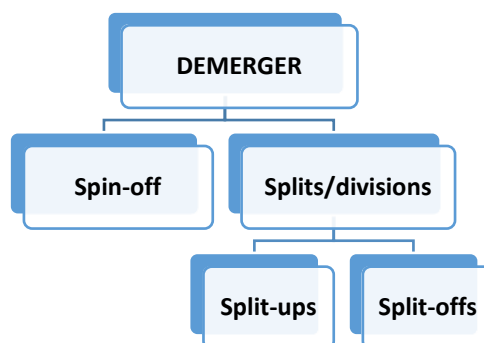 DEMERGER
Spin-off
Splits/divisions
Split-ups
Split-offs